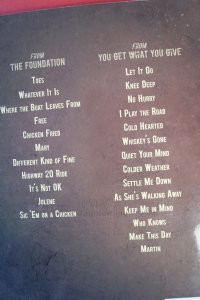 FROM
THE FOUNDATION
TOES
WHATEVER IT IS
WHERE THE BOAT LEAVES FROM
FREE
CHICKEN FRIED
MARY
DIFFERENT KIND OF FINE
HIGHWAY 20 RIDE
IT'S NOT OK
JOLENE
SIC 'EM ON A CHICKEN
FROM
YOU GET WHAT YOU GIVE
LET IT GO
KNEE DEEP
NO HURRY
I PLAY THE ROAD
COLD HEARTED
WHISKEY'S GONE
QUIET YOUR MIND
COLDER WEATHER
SETTLE ME DOWN
AS SHE'S WALKING AWAY
KEEP ME IN MIND
WHO KNOWS
MAKE THIS DAY
MARTIN